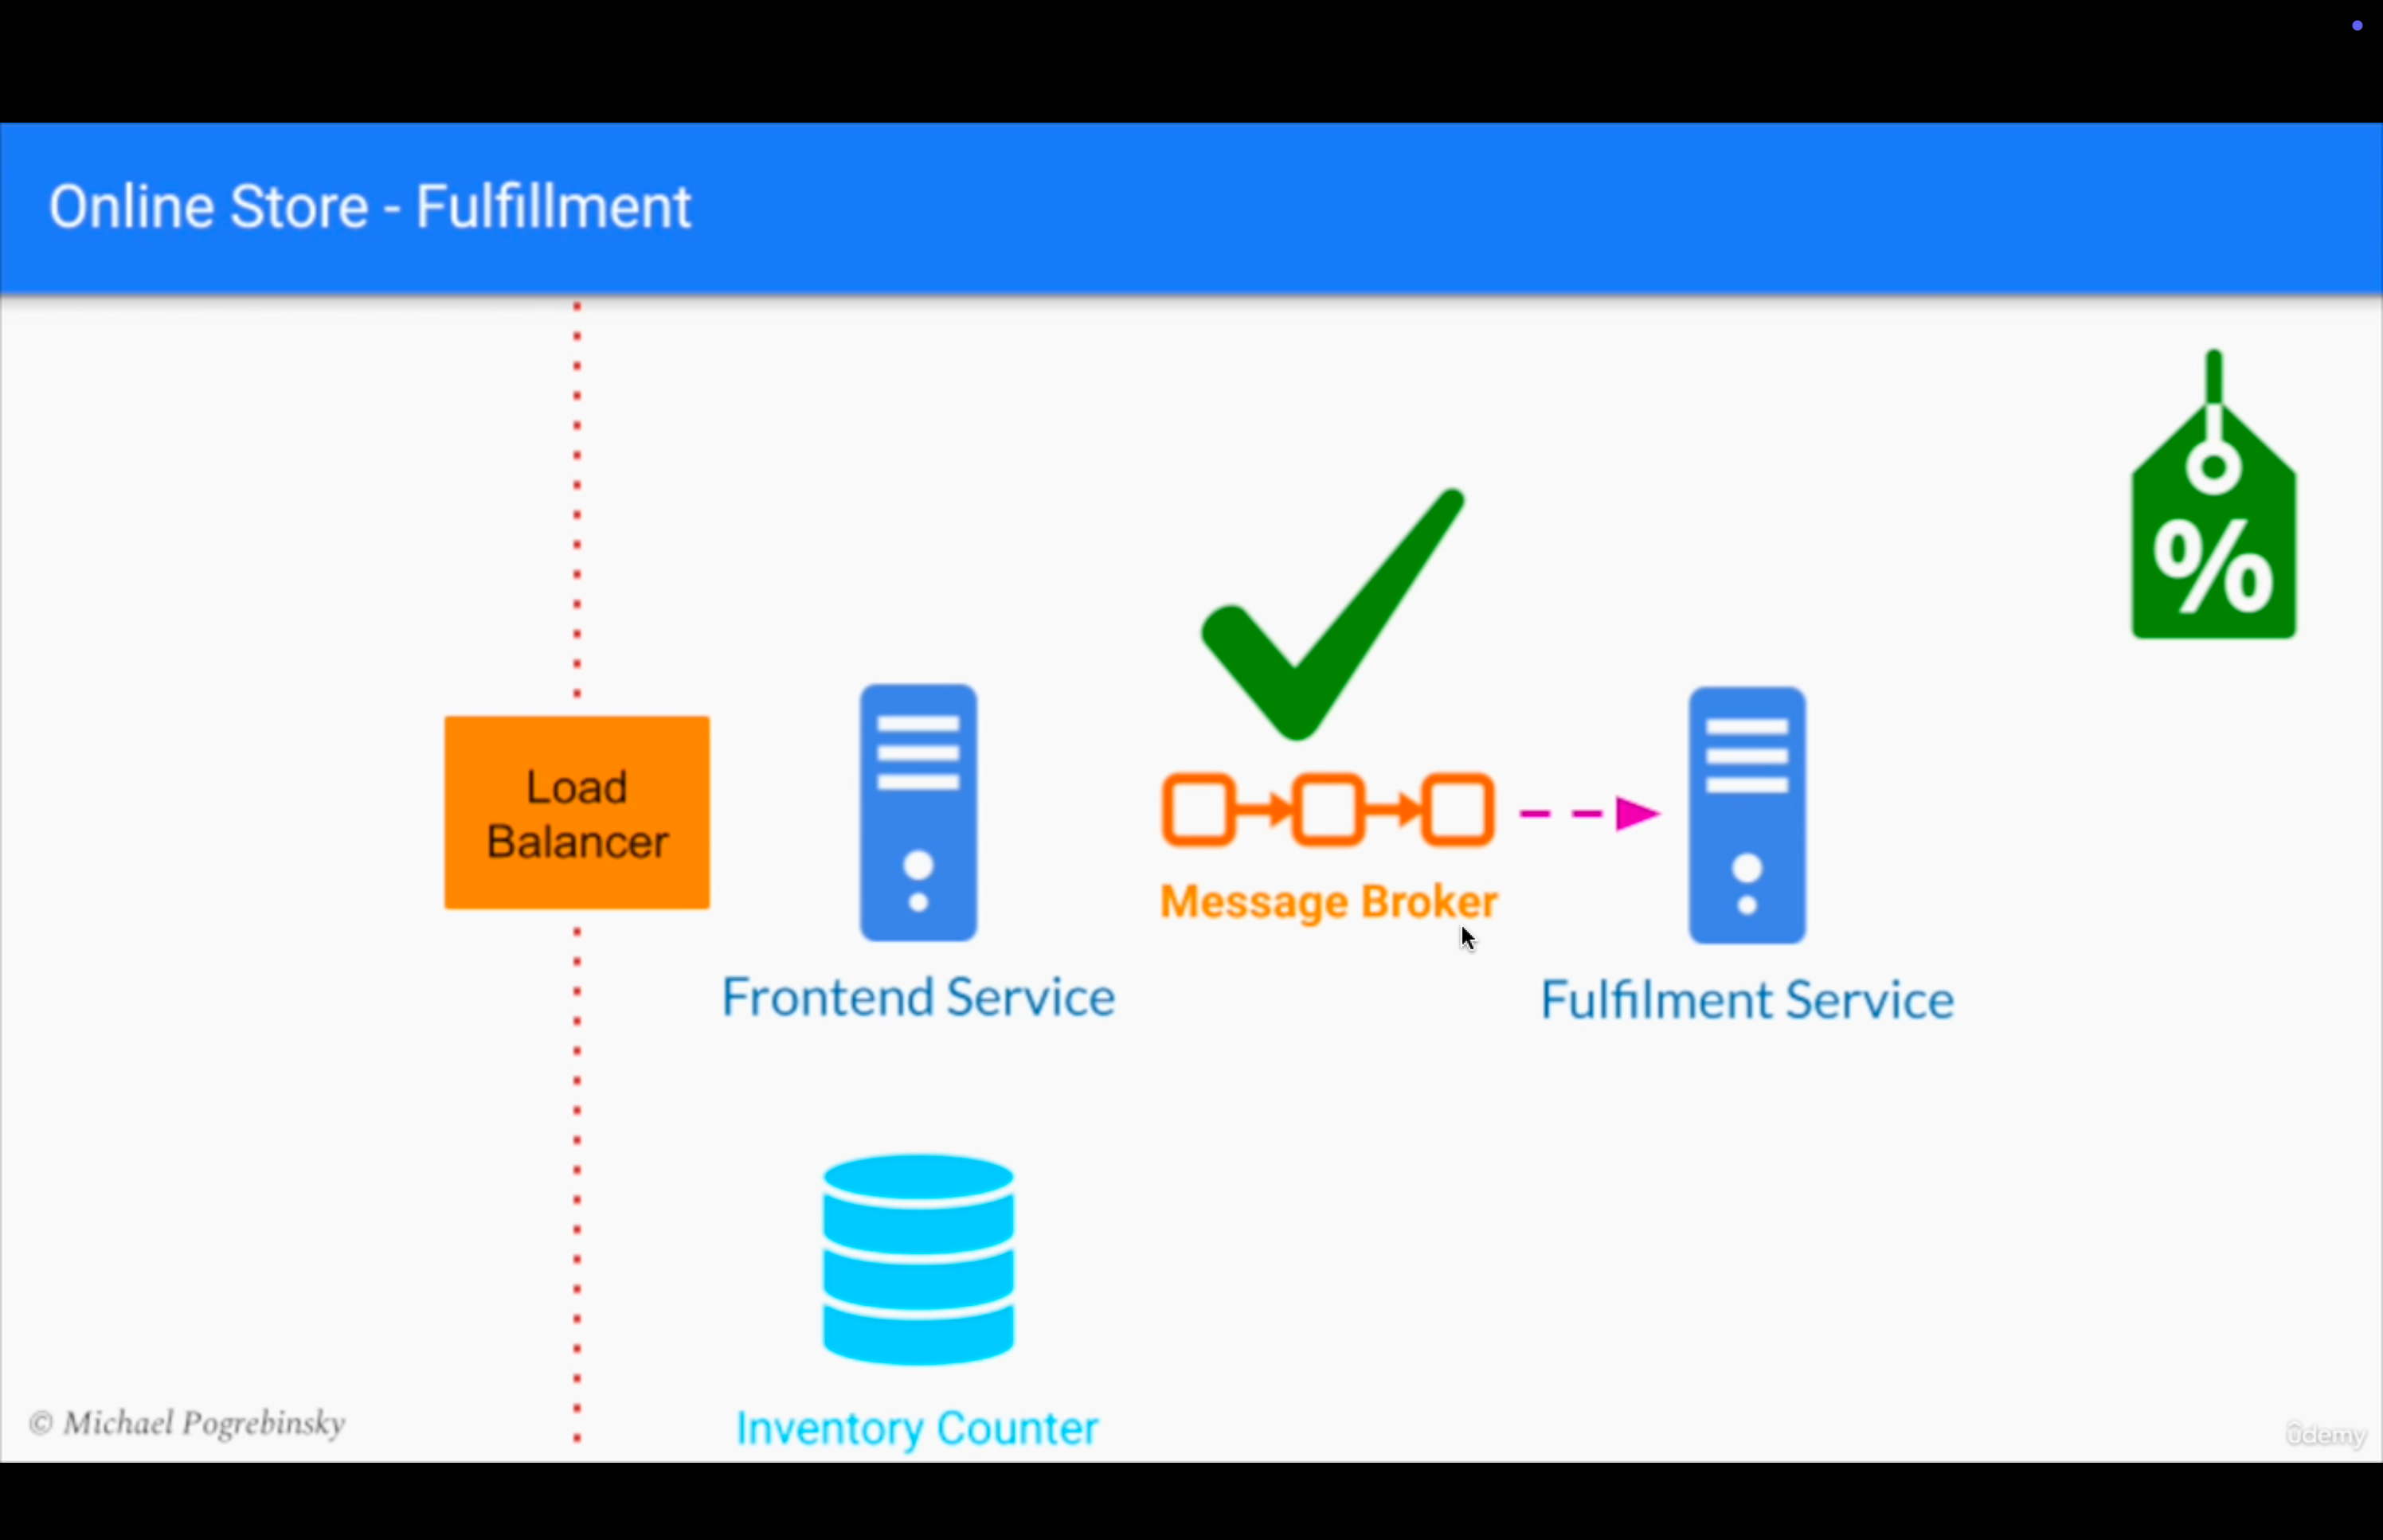 Online Store - Fulfillment
Load
Balancer
%
Message Broker
Frontend Service
Fulfilment Service
Inventory Counter
© Michael Pogrebinsky
ûdemy